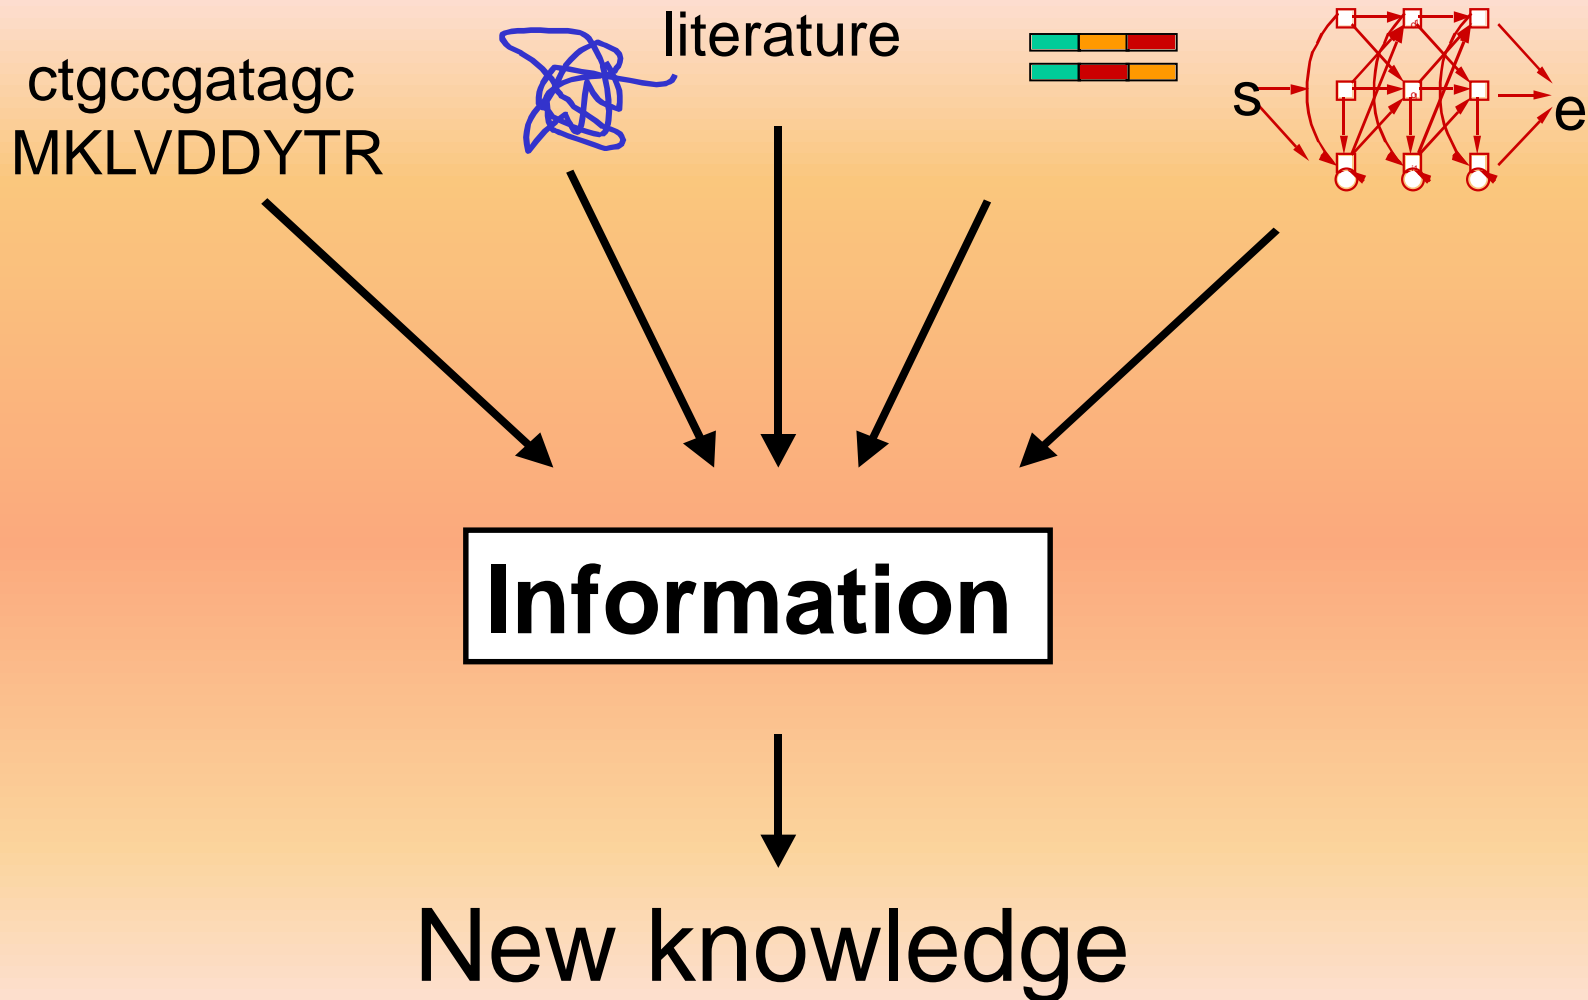 literature
ctgccgatagc
MKLVDDYTR
s
e
Information
New knowledge